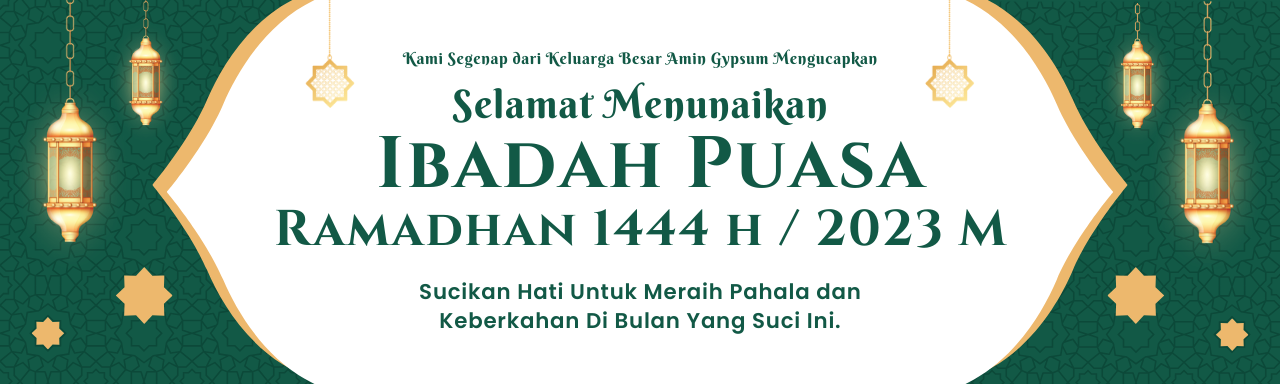 Kami Segenap dari Keluarga Besar Amin Gypsum Mengucapkan
Selamat Menunaikan
Ibadah Puasa
Ramadhan 1444 H / 2023 M
Sucikan Hati Untuk Meraih Pahala dan
Keberkahan Di Bulan Yang Suci Ini.